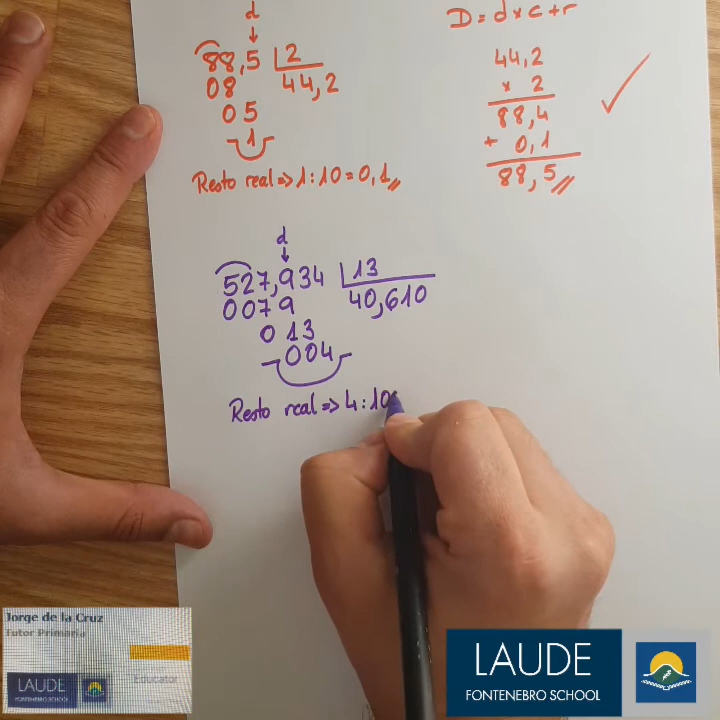 d
↓
88,5 2
08 44,2
05
1
Resto real => 1:10 = 0,1
D = d x c + r
44,2
x 2
88,4
+ 0,1
88,5
d
↓
527,934 13
0079 40,610
013
004
Resto real => 4:10
Jorge de la Cruz
Tutor Primaria
Educator
LAUDE
LAUDE
FONTENEBRO SCHOOL